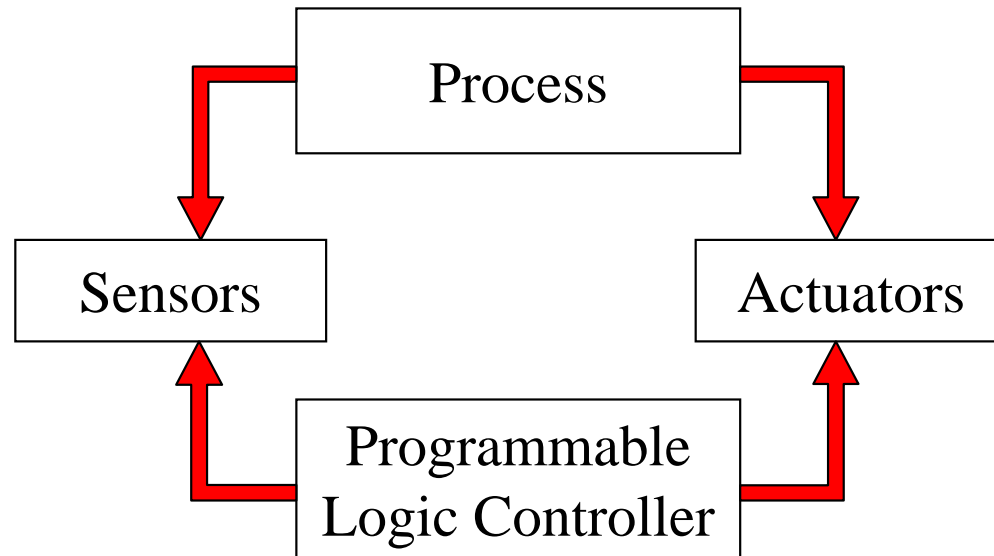 Process
Sensors
Actuators
Programmable
Logic Controller